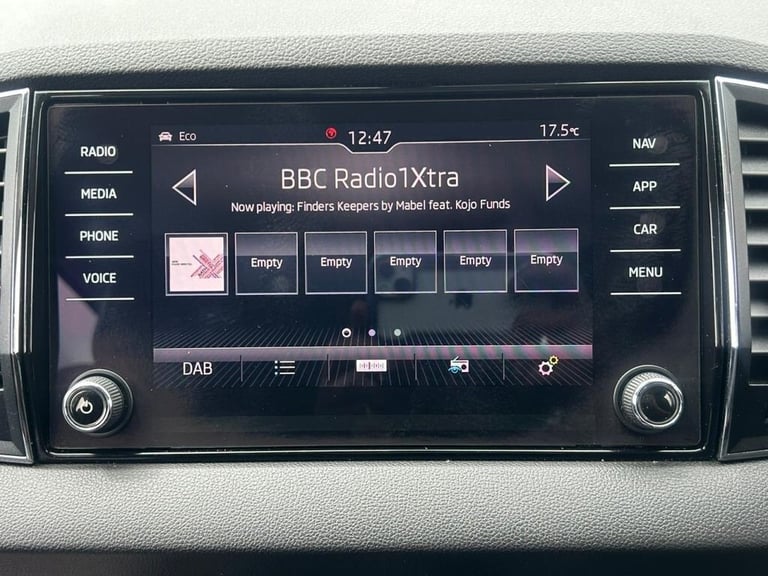 Eco
12:47
17.5°C
BBC Radio1Xtra
Now playing: Finders Keepers by Mabel feat. Kojo Funds
Empty
Empty
Empty
Empty
Empty
DAB
RADIO
MEDIA
PHONE
VOICE
NAV
APP
CAR
MENU